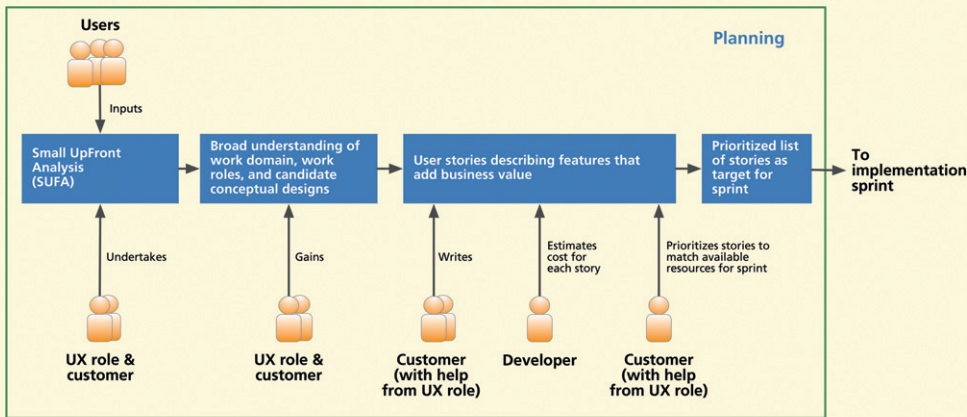 Users
Planning
Inputs
Small UpFront
Analysis
(SUFA)
Broad understanding of
work domain, work
roles, and candidate
conceptual designs
User stories describing features that
add business value
Prioritized list
of stories as
target for
sprint
To
implementation
sprint
Undertakes
Gains
Writes
Estimates
cost for
each story
Prioritizes stories to
match available
resources for sprint
UX role &
customer
UX role &
customer
Customer
(with help
from UX role)
Developer
Customer
(with help
from UX role)